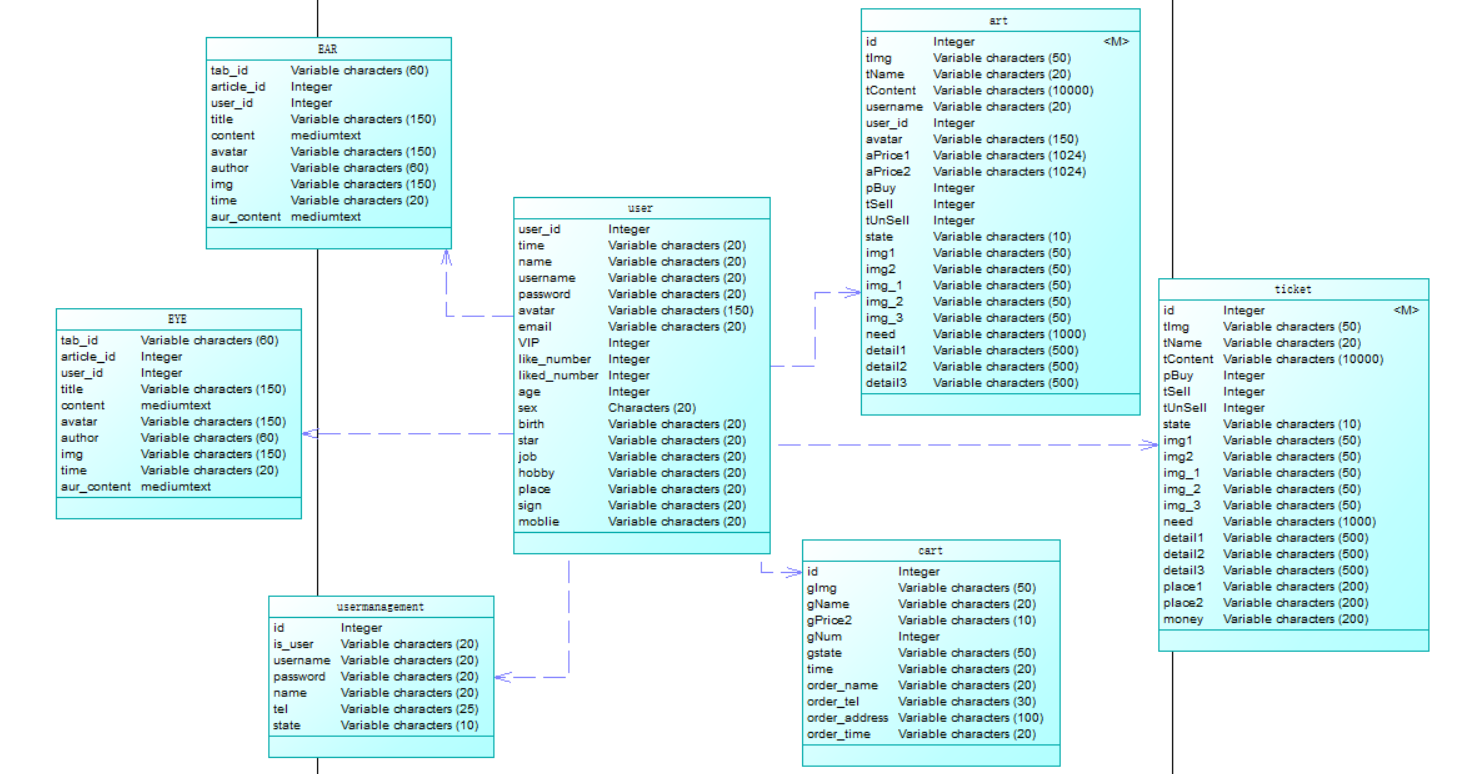 EAR
tab_id Variable characters (60)
article_id Integer
user_id Integer
title Variable characters (150)
content mediumtext
avatar Variable characters (150)
author Variable characters (60)
img Variable characters (150)
time Variable characters (20)
aur_content mediumtext
EYE
tab_id Variable characters (60)
article_id Integer
user_id Integer
title Variable characters (150)
content mediumtext
avatar Variable characters (150)
author Variable characters (60)
img Variable characters (150)
time Variable characters (20)
aur_content mediumtext
usermanagement
id Integer
is_user Variable characters (20)
username Variable characters (20)
password Variable characters (20)
name Variable characters (20)
tel Variable characters (25)
state Variable characters (10)
user
user_id Integer
time Variable characters (20)
name Variable characters (20)
username Variable characters (20)
password Variable characters (20)
avatar Variable characters (150)
email Variable characters (20)
VIP Integer
like_number Integer
liked_number Integer
age Integer
sex Characters (20)
birth Variable characters (20)
star Variable characters (20)
job Variable characters (20)
hobby Variable characters (20)
place Variable characters (20)
sign Variable characters (20)
moblie Variable characters (20)
art
id Integer <M>
tImg Variable characters (50)
tName Variable characters (20)
tContent Variable characters (10000)
username Variable characters (20)
user_id Integer
avatar Variable characters (150)
aPrice1 Variable characters (1024)
aPrice2 Variable characters (1024)
pBuy Integer
tSell Integer
tUnSell Integer
state Variable characters (10)
img1 Variable characters (50)
img2 Variable characters (50)
img_1 Variable characters (50)
img_2 Variable characters (50)
img_3 Variable characters (50)
need Variable characters (1000)
detail1 Variable characters (500)
detail2 Variable characters (500)
detail3 Variable characters (500)
cart
id Integer
gImg Variable characters (50)
gName Variable characters (20)
gPrice2 Variable characters (10)
gNum Integer
gstate Variable characters (50)
time Variable characters (20)
order_name Variable characters (20)
order_tel Variable characters (30)
order_address Variable characters (100)
order_time Variable characters (20)
ticket
id Integer <M>
tImg Variable characters (50)
tName Variable characters (20)
tContent Variable characters (10000)
pBuy Integer
tSell Integer
tUnSell Integer
state Variable characters (10)
img1 Variable characters (50)
img2 Variable characters (50)
img_1 Variable characters (50)
img_2 Variable characters (50)
img_3 Variable characters (50)
need Variable characters (1000)
detail1 Variable characters (500)
detail2 Variable characters (500)
detail3 Variable characters (500)
place1 Variable characters (200)
place2 Variable characters (200)
money Variable characters (200)